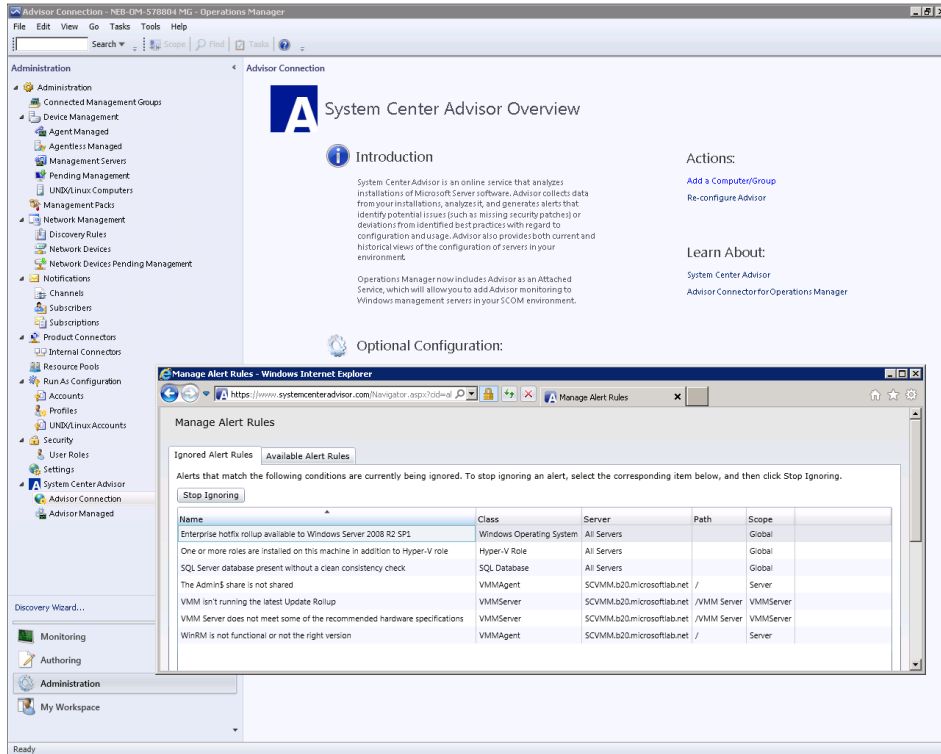 Advisor Connection - NEB-OM-578804 MG - Operations Manager
File Edit View Go Tasks Tools Help
Search Scope Find Tasks
Administration
Administration
Connected Management Groups
Device Management
Agent Managed
Agentless Managed
Management Servers
Pending Management
UNIX/Linux Computers
Management Packs
Network Management
Discovery Rules
Network Devices
Network Devices Pending Management
Notifications
Channels
Subscribers
Subscriptions
Product Connectors
Internal Connectors
Resource Pools
Run As Configuration
Accounts
Profiles
UNIX/Linux Accounts
Security
User Roles
Settings
System Center Advisor
Advisor Connection
Advisor Managed
Discovery Wizard...
Monitoring
Authoring
Administration
My Workspace
Ready
Advisor Connection
System Center Advisor Overview
Introduction
System Center Advisor is an online service that analyzes
installations of Microsoft Server software. Advisor collects data
from your installations, analyzes it, and generates alerts that
identify potential issues (such as missing security patches) or
deviations from identified best practices with regard to
configuration and usage. Advisor also provides both current and
historical views of the configuration of servers in your
environment.
Operations Manager now includes Advisor as an Attached
Service, which will allow you to add Advisor monitoring to
Windows management servers in your SCOM environment.
Optional Configuration:
Actions:
Add a Computer/Group
Re-configure Advisor
Learn About:
System Center Advisor
Advisor Connector for Operations Manager
Manage Alert Rules - Windows Internet Explorer
https://www.systemcenteradvisor.com/Navigator.aspx?cid=al Manage Alert Rules
Manage Alert Rules
Ignored Alert Rules Available Alert Rules
Alerts that match the following conditions are currently being ignored. To stop ignoring an alert, select the corresponding item below, and then click Stop Ignoring.
Stop Ignoring
Name Class Server Path Scope
Enterprise hotfix rollup available to Windows Server 2008 R2 SP1 Windows Operating System All Servers Global
One or more roles are installed on this machine in addition to Hyper-V role Hyper-V Role All Servers Global
SQL Server database present without a clean consistency check SQL Database All Servers Global
The Admin$ share is not shared VMMAgent SCVMM.b20.microsoftlab.net / Server
VMM isn't running the latest Update Rollup VMMServer SCVMM.b20.microsoftlab.net /VMM Server VMMServer
VMM Server does not meet some of the recommended hardware specifications VMMServer SCVMM.b20.microsoftlab.net /VMM Server VMMServer
WinRM is not functional or not the right version VMMAgent SCVMM.b20.microsoftlab.net / Server